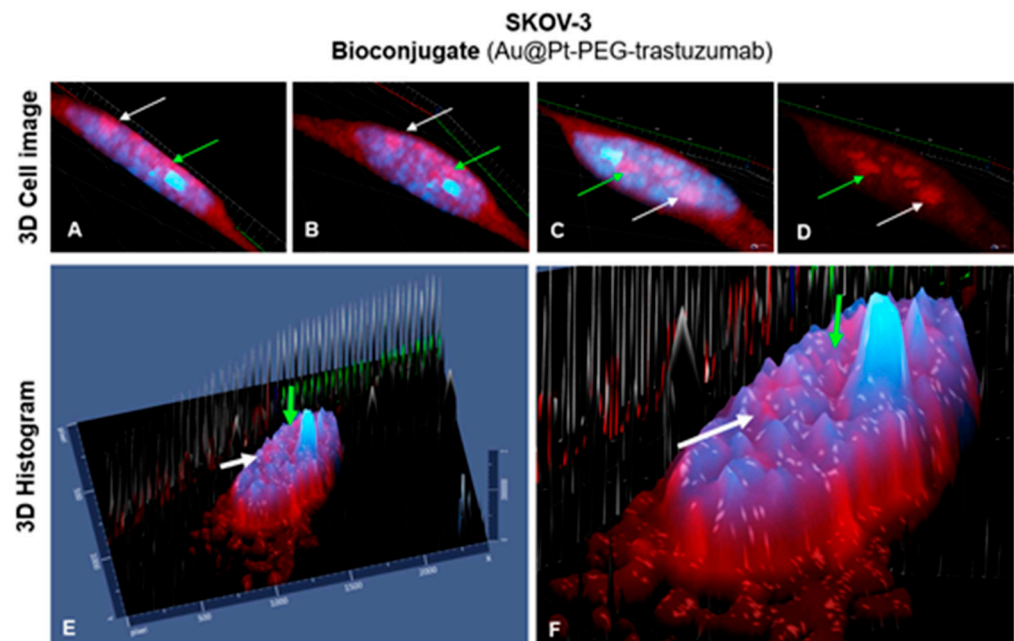 SKOV-3
Bioconjugate (Au@Pt-PEG-trastuzumab)
3D Cell image
A
B
C
D
3D Histogram
E
500
1000
1500
2000
F